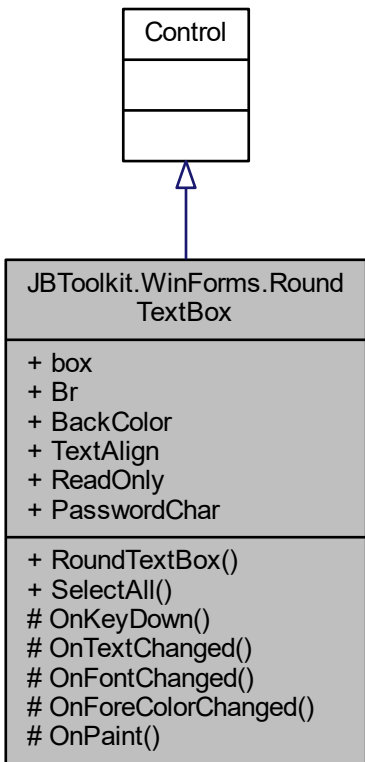 Control
JBToolkit.WinForms.Round
TextBox
+ box
+ Br
+ BackColor
+ TextAlign
+ ReadOnly
+ PasswordChar
+ RoundTextBox()
+ SelectAll()
# OnKeyDown()
# OnTextChanged()
# OnFontChanged()
# OnForeColorChanged()
# OnPaint()